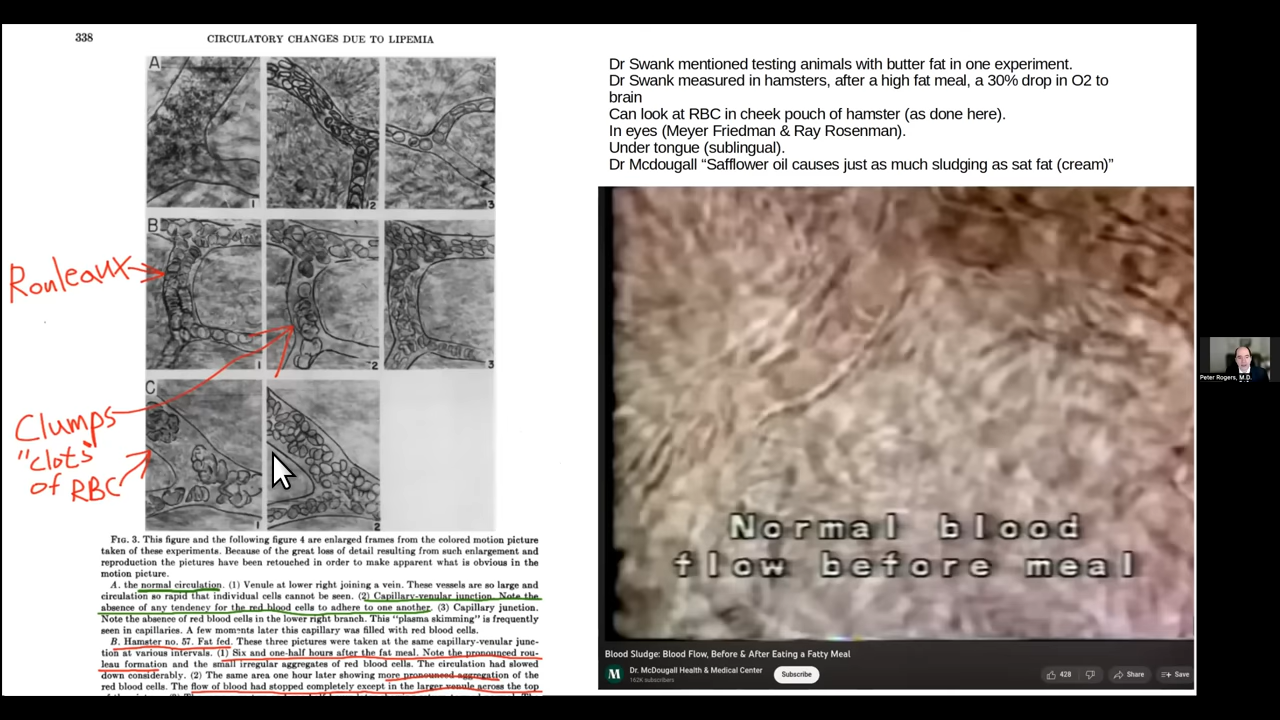 338
CIRCULATORY CHANGES DUE TO LIPEMIA
A
1
2
3
B
1
2
3
C
1
2
Rouleaux
Clumps
"clots"
of RBC
FIG. 3. This figure and the following figure 4 are enlarged frames from the colored motion picture
taken of these experiments. Because of the great loss of detail resulting from such enlargement and
reproduction the pictures have been retouched in order to make apparent what is obvious in the
motion picture.
A. the normal circulation. (1) Venule at lower right joining a vein. These vessels are so large and
circulation so rapid that individual cells cannot be seen. (2) Capillary-venular junction. Note the
absence of any tendency for the red blood cells to adhere to one another. (3) Capillary junction.
Note the absence of red blood cells in the lower right branch. This "plasma skimming" is frequently
seen in capillaries. A few moments later this capillary was filled with red blood cells.
B. Hamster no. 57. Fat fed. These three pictures were taken at the same capillary-venular junc-
tion at various intervals. (1) Six and one-half hours after the fat meal. Note the pronounced rou-
leau formation and the small irregular aggregates of red blood cells. The circulation had slowed
down considerably. (2) The same area one hour later showing more pronounced aggregation of the
red blood cells. The flow of blood had stopped completely except in the larger venule across the top
Dr Swank mentioned testing animals with butter fat in one experiment.
Dr Swank measured in hamsters, after a high fat meal, a 30% drop in O2 to
brain
Can look at RBC in cheek pouch of hamster (as done here).
In eyes (Meyer Friedman & Ray Rosenman).
Under tongue (sublingual).
Dr Mcdougall “Safflower oil causes just as much sludging as sat fat (cream)”
Normal blood
flow before meal
Blood Sludge: Blood Flow, Before & After Eating a Fatty Meal
M
Dr. McDougall Health & Medical Center
162K subscribers
Subscribe
428
Share
Save
Peter Rogers, M.D.